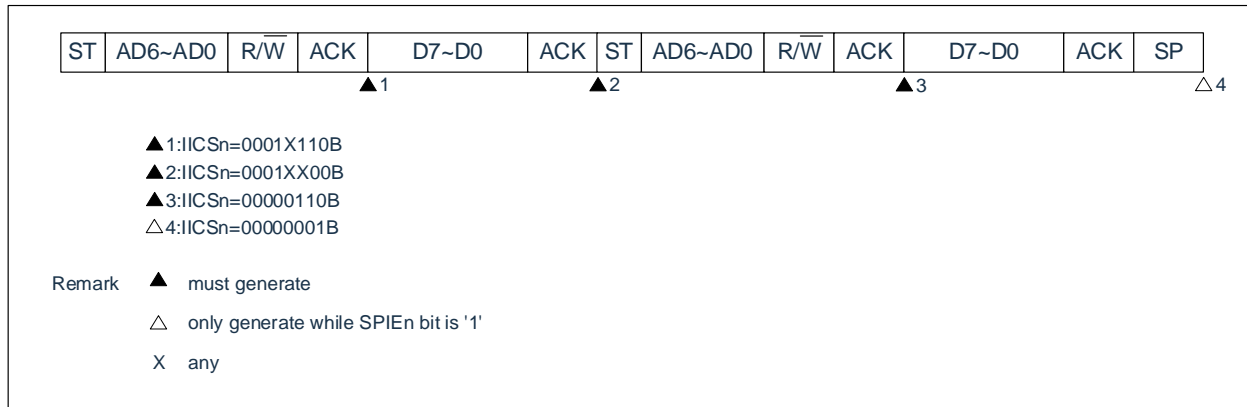 ST AD6~AD0 R/W̅ ACK D7~D0 ACK ST AD6~AD0 R/W̅ ACK D7~D0 ACK SP
▲1 ▲2 ▲3 △4
▲1:IICSn=0001X110B
▲2:IICSn=0001XX00B
▲3:IICSn=00000110B
△4:IICSn=00000001B
Remark ▲ must generate
△ only generate while SPIEn bit is '1'
X any